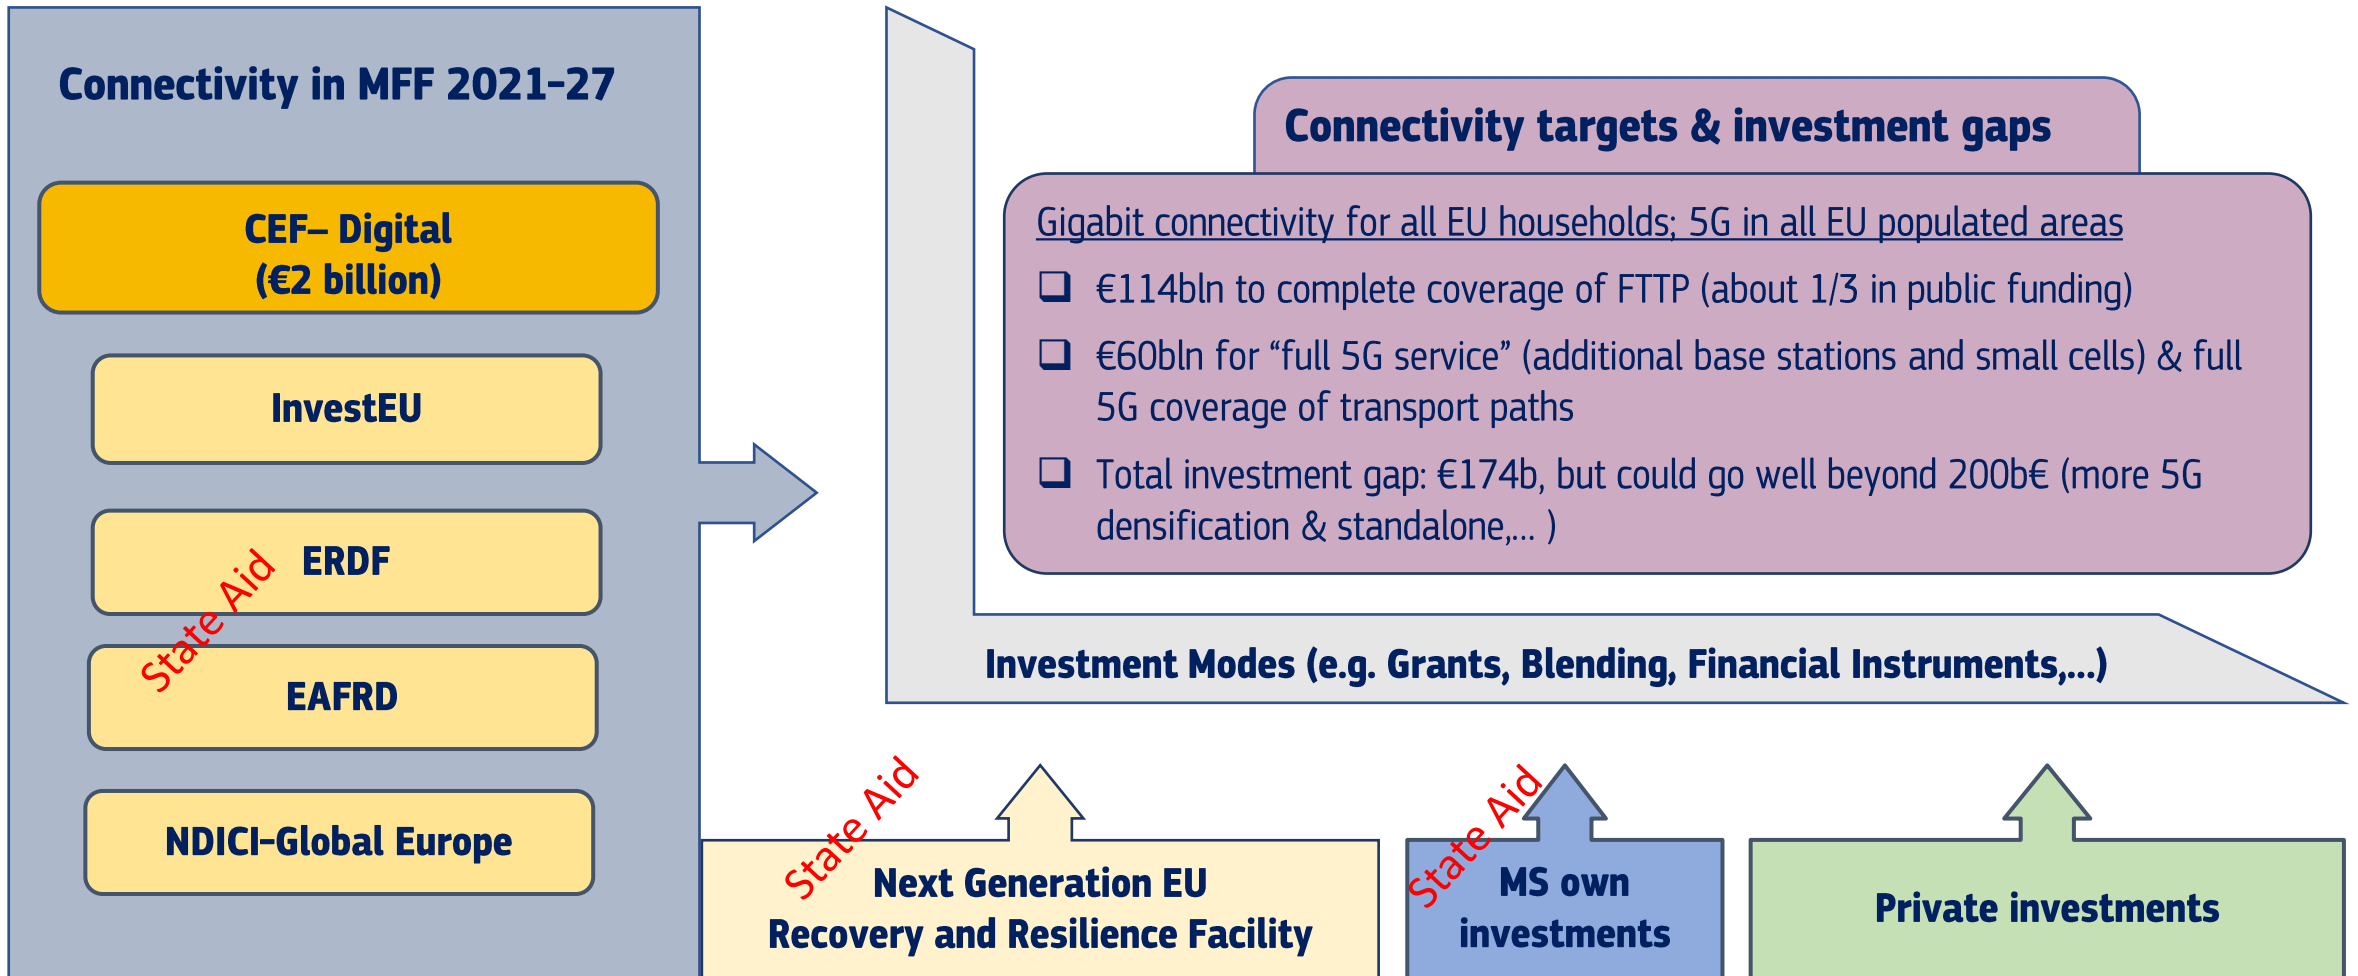 Connectivity in MFF 2021-27
CEF– Digital
(€2 billion)
InvestEU
ERDF
State Aid
EAFRD
NDICI-Global Europe
Connectivity targets & investment gaps
Gigabit connectivity for all EU households; 5G in all EU populated areas
❑ €114bln to complete coverage of FTTP (about 1/3 in public funding)
❑ €60bln for “full 5G service” (additional base stations and small cells) & full
5G coverage of transport paths
❑ Total investment gap: €174b, but could go well beyond 200b€ (more 5G
densification & standalone,... )
Investment Modes (e.g. Grants, Blending, Financial Instruments,...)
State Aid
Next Generation EU
Recovery and Resilience Facility
State Aid
MS own
investments
Private investments